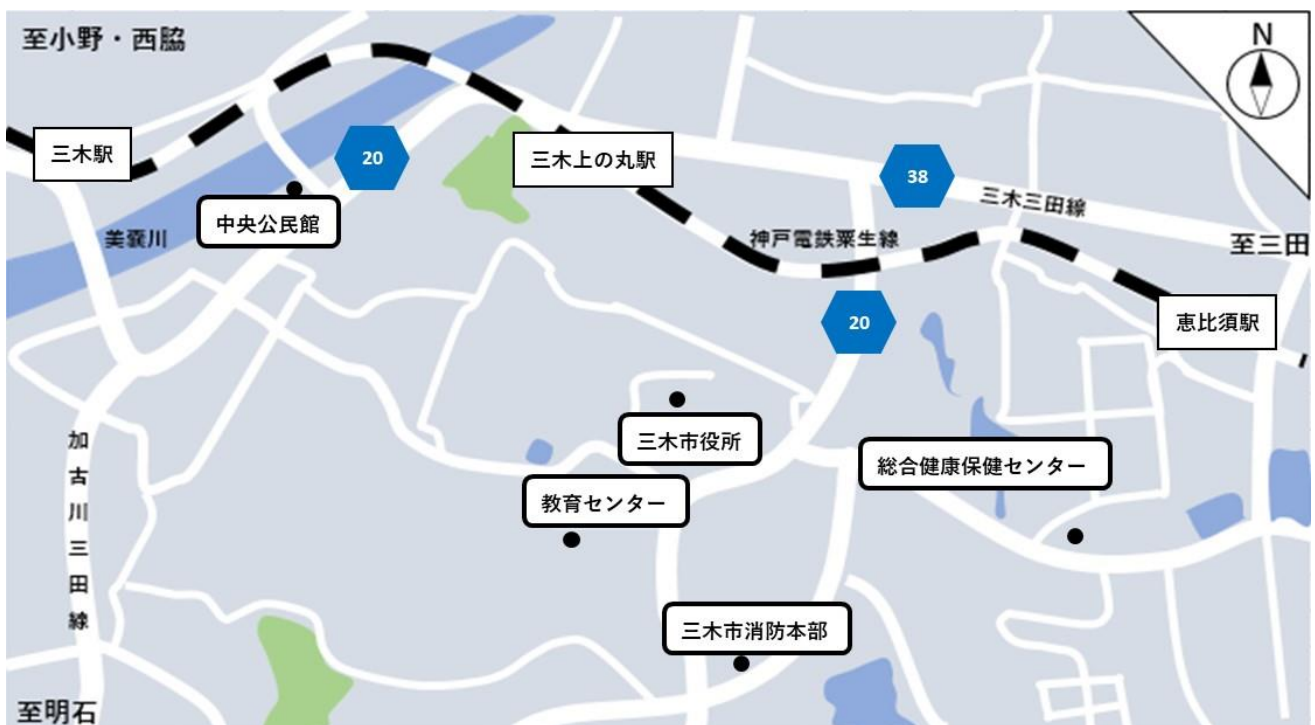 至小野・西脇
N
三木駅
20
三木上の丸駅
38
三木三田線
中央公民館
美嚢川
神戸電鉄粟生線
至三田
20
恵比須駅
三木市役所
加古川三田線
総合健康保健センター
教育センター
三木市消防本部
至明石